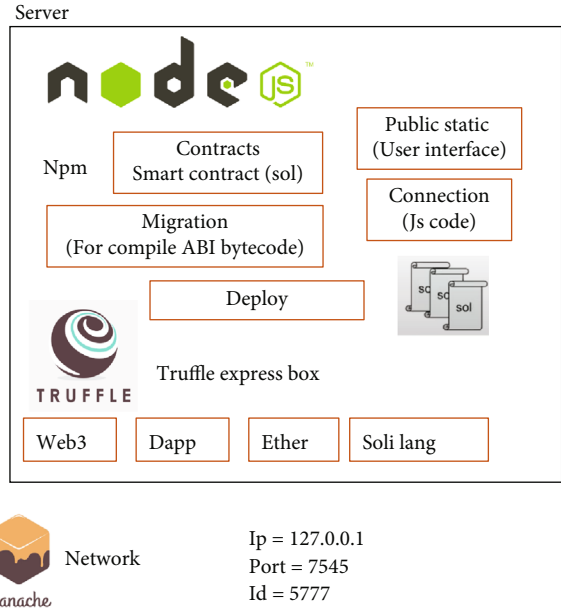 Server
node JS™
Public static
(User interface)
Npm
Contracts
Smart contract (sol)
Connection
(Js code)
Migration
(For compile ABI bytecode)
Deploy
sol
TRUFFLE
Truffle express box
Web3
Dapp
Ether
Soli lang
Network
anache
Ip = 127.0.0.1
Port = 7545
Id = 5777